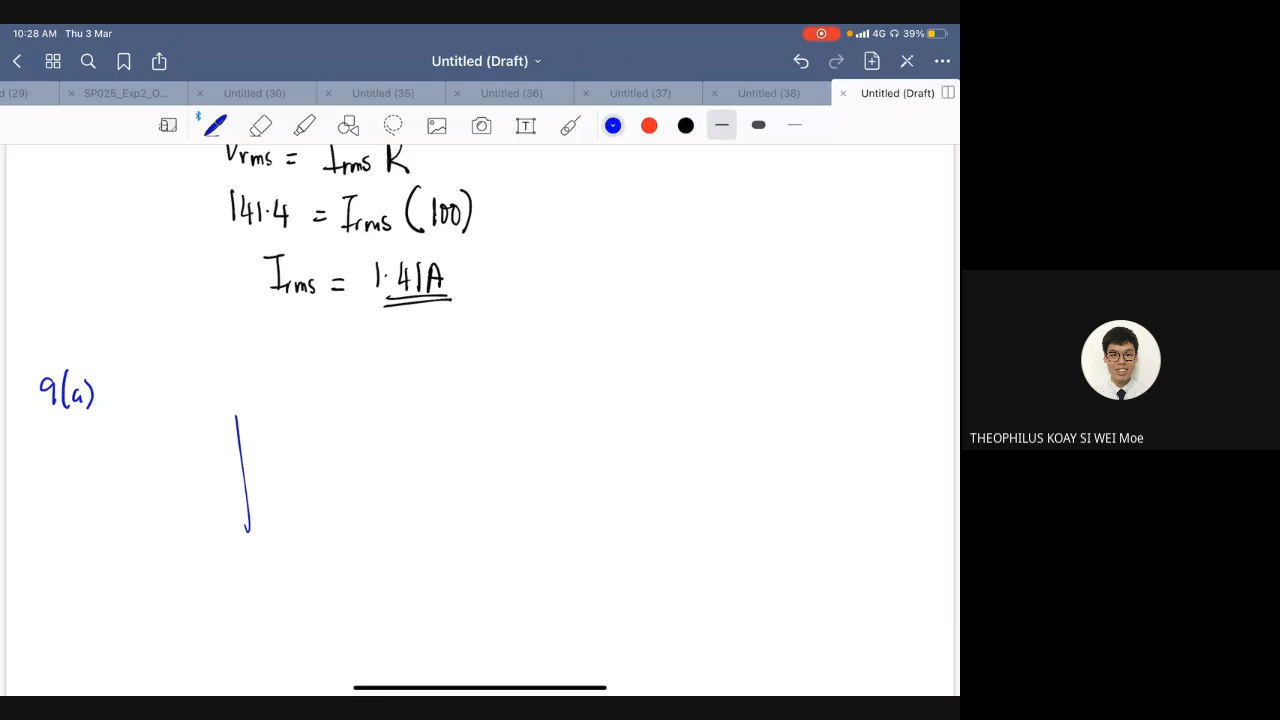 10:28 AM Thu 3 Mar
4G 39%
Untitled (Draft)
d (29)
SP025_Exp2_O...
Untitled (30)
Untitled (35)
Untitled (36)
Untitled (37)
Untitled (38)
Untitled (Draft)
T
Vrms = Irms R
141.4 = Irms (100)
Irms = 1.41A
9(a)
THEOPHILUS KOAY SI WEI Moe